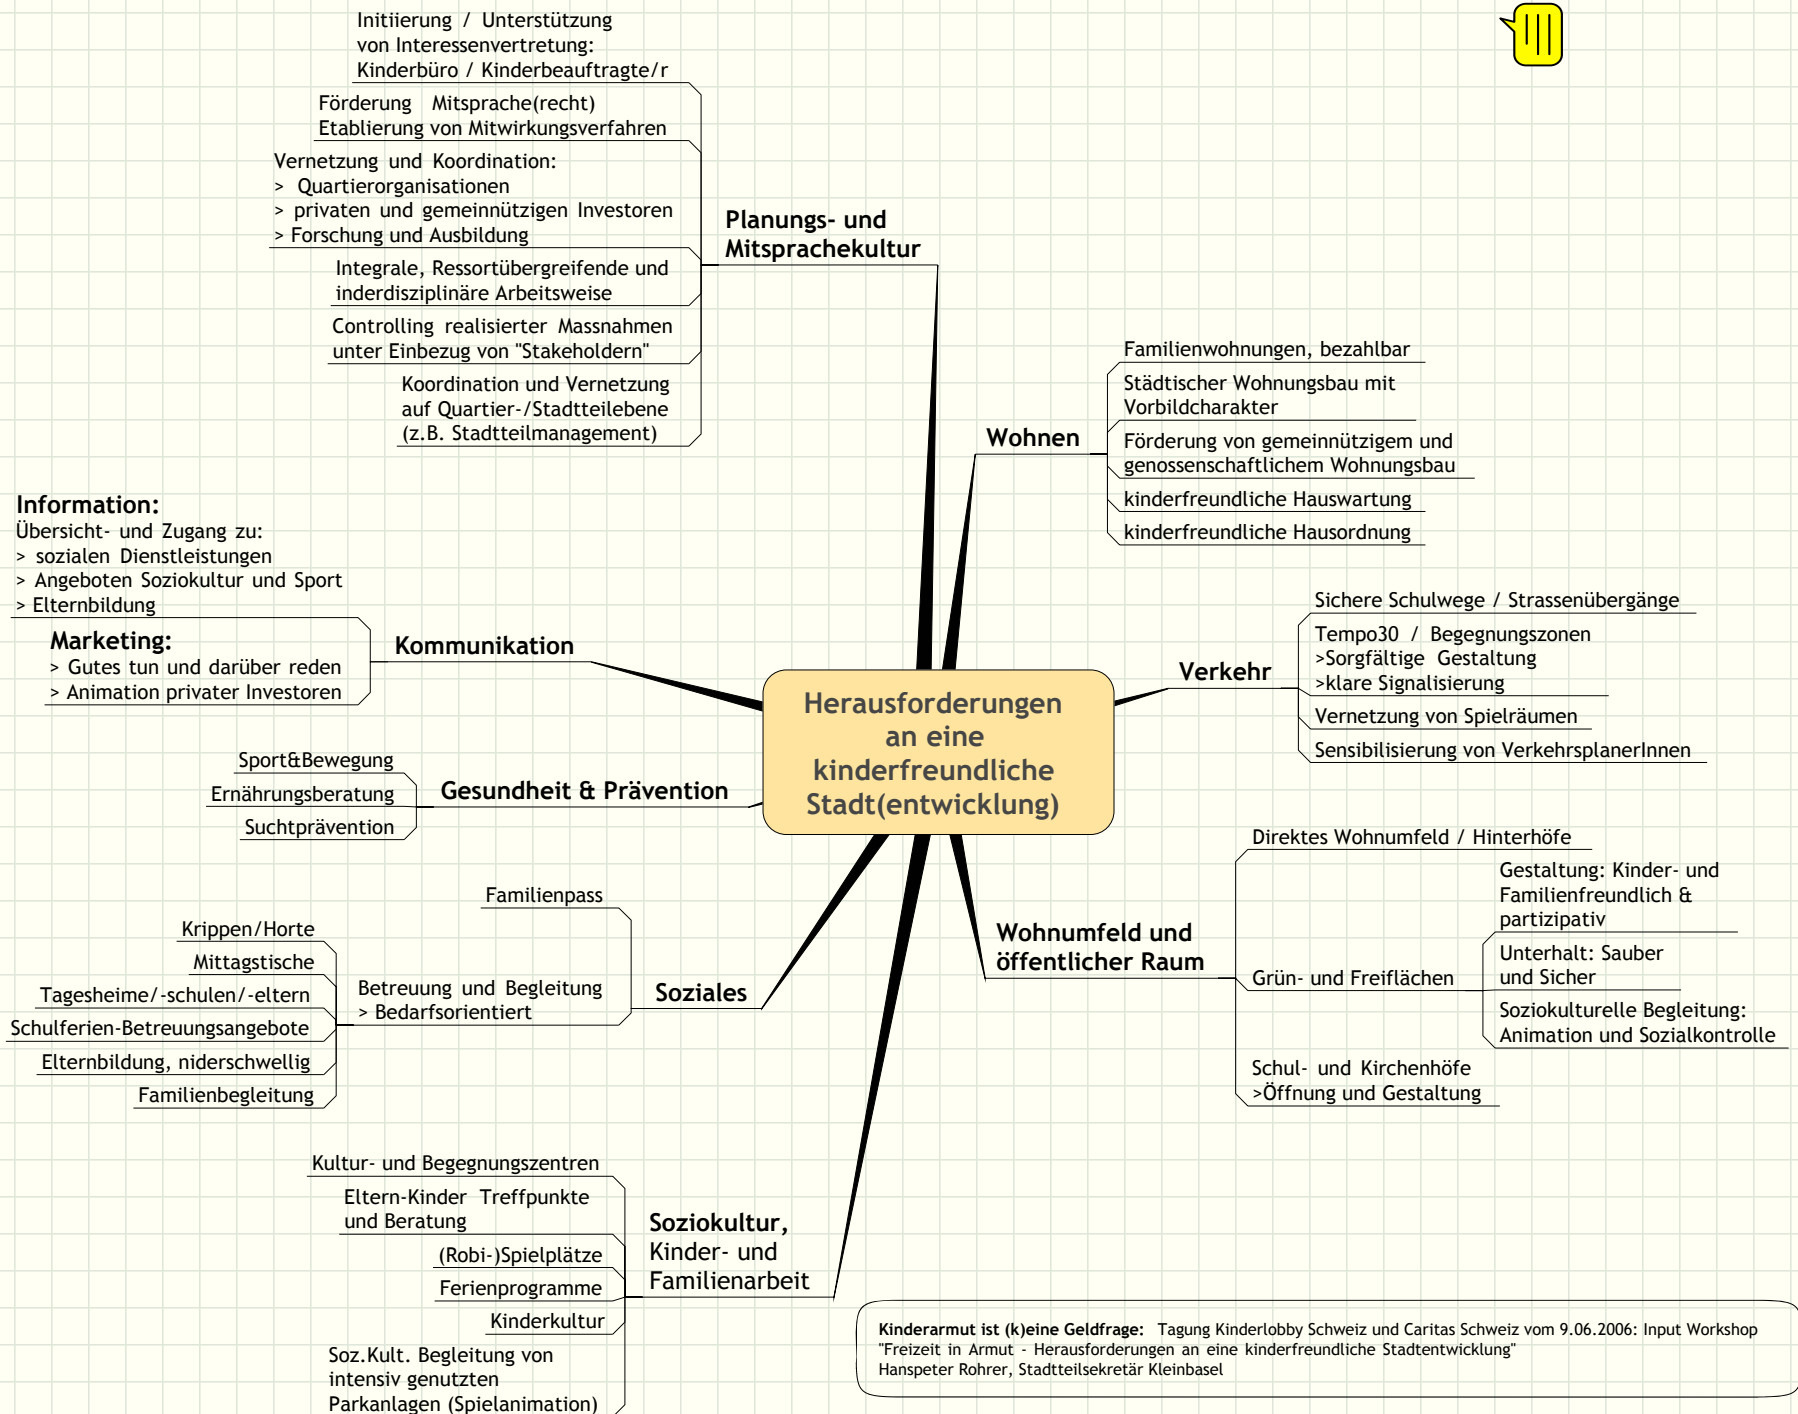 Initiierung / Unterstützung
von Interessenvertretung:
Kinderbüro / Kinderbeauftragte/r
Förderung Mitsprache(recht)
Etablierung von Mitwirkungsverfahren
Vernetzung und Koordination:
> Quartierorganisationen
> privaten und gemeinnützigen Investoren
> Forschung und Ausbildung
Integrale, Ressortübergreifende und
inderdisziplinäre Arbeitsweise
Controlling realisierter Massnahmen
unter Einbezug von "Stakeholdern"
Koordination und Vernetzung
auf Quartier-/Stadtteilebene
(z.B. Stadtteilmanagement)
Planungs- und
Mitsprachekultur
Information:
Übersicht- und Zugang zu:
> sozialen Dienstleistungen
> Angeboten Soziokultur und Sport
> Elternbildung
Marketing:
> Gutes tun und darüber reden
> Animation privater Investoren
Kommunikation
Sport&Bewegung
Ernährungsberatung
Suchtprävention
Gesundheit & Prävention
Familienpass
Krippen/Horte
Mittagstische
Tagesheime/-schulen/-eltern
Schulferien-Betreuungsangebote
Elternbildung, niderschwellig
Familienbegleitung
Betreuung und Begleitung
> Bedarfsorientiert
Soziales
Kultur- und Begegnungszentren
Eltern-Kinder Treffpunkte
und Beratung
(Robi-)Spielplätze
Ferienprogramme
Kinderkultur
Soz.Kult. Begleitung von
intensiv genutzten
Parkanlagen (Spielanimation)
Soziokultur,
Kinder- und
Familienarbeit
Herausforderungen
an eine
kinderfreundliche
Stadt(entwicklung)
Wohnen
Familienwohnungen, bezahlbar
Städtischer Wohnungsbau mit
Vorbildcharakter
Förderung von gemeinnützigem und
genossenschaftlichem Wohnungsbau
kinderfreundliche Hauswartung
kinderfreundliche Hausordnung
Verkehr
Sichere Schulwege / Strassenübergänge
Tempo30 / Begegnungszonen
>Sorgfältige Gestaltung
>klare Signalisierung
Vernetzung von Spielräumen
Sensibilisierung von VerkehrsplanerInnen
Wohnumfeld und
öffentlicher Raum
Direktes Wohnumfeld / Hinterhöfe
Grün- und Freiflächen
Gestaltung: Kinder- und
Familienfreundlich &
partizipativ
Unterhalt: Sauber
und Sicher
Soziokulturelle Begleitung:
Animation und Sozialkontrolle
Schul- und Kirchenhöfe
>Öffnung und Gestaltung
Kinderarmut ist (k)eine Geldfrage: Tagung Kinderlobby Schweiz und Caritas Schweiz vom 9.06.2006: Input Workshop
"Freizeit in Armut - Herausforderungen an eine kinderfreundliche Stadtentwicklung"
Hanspeter Rohrer, Stadtteilsekretär Kleinbasel